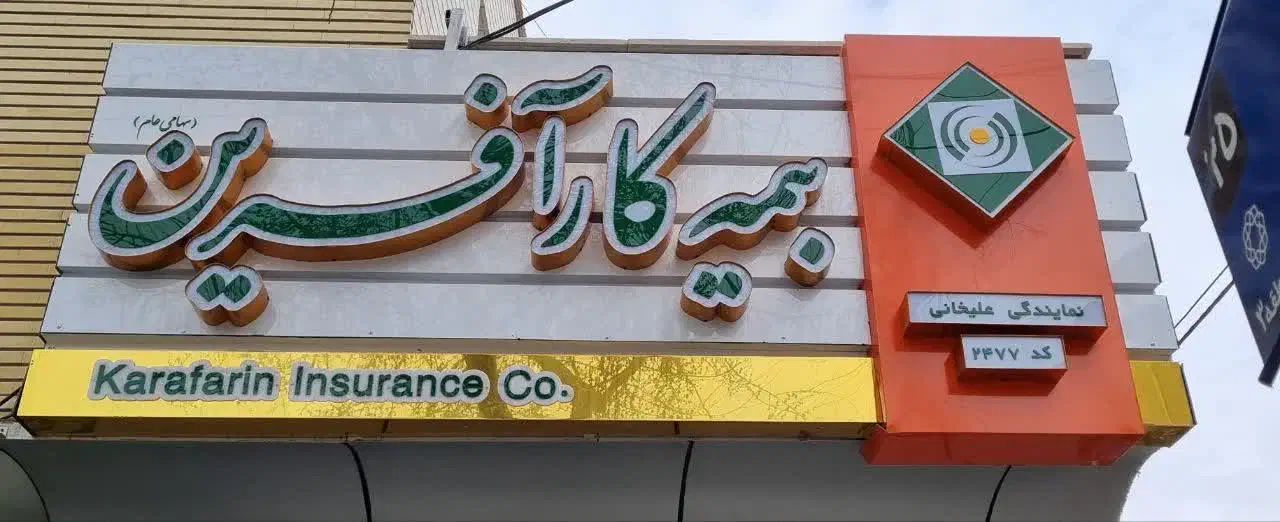 بیمه کارآفرین
(سهامی عام)
نمایندگی علیخانی
کد ۲۴۷۷
Karafarin Insurance Co.